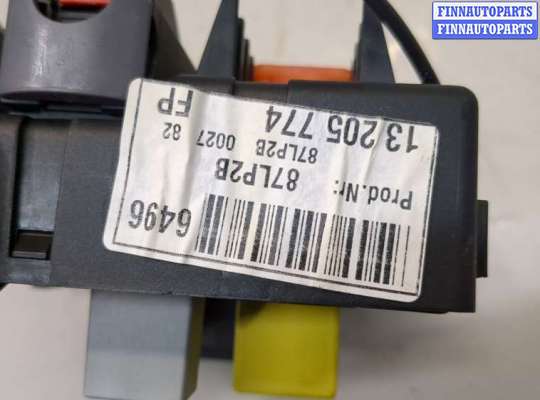 FINNAUTOPARTS
FINNAUTOPARTS
13 205 774 FP
87LP2B 0027 82
Prod.Nr: 87LP2B
6496